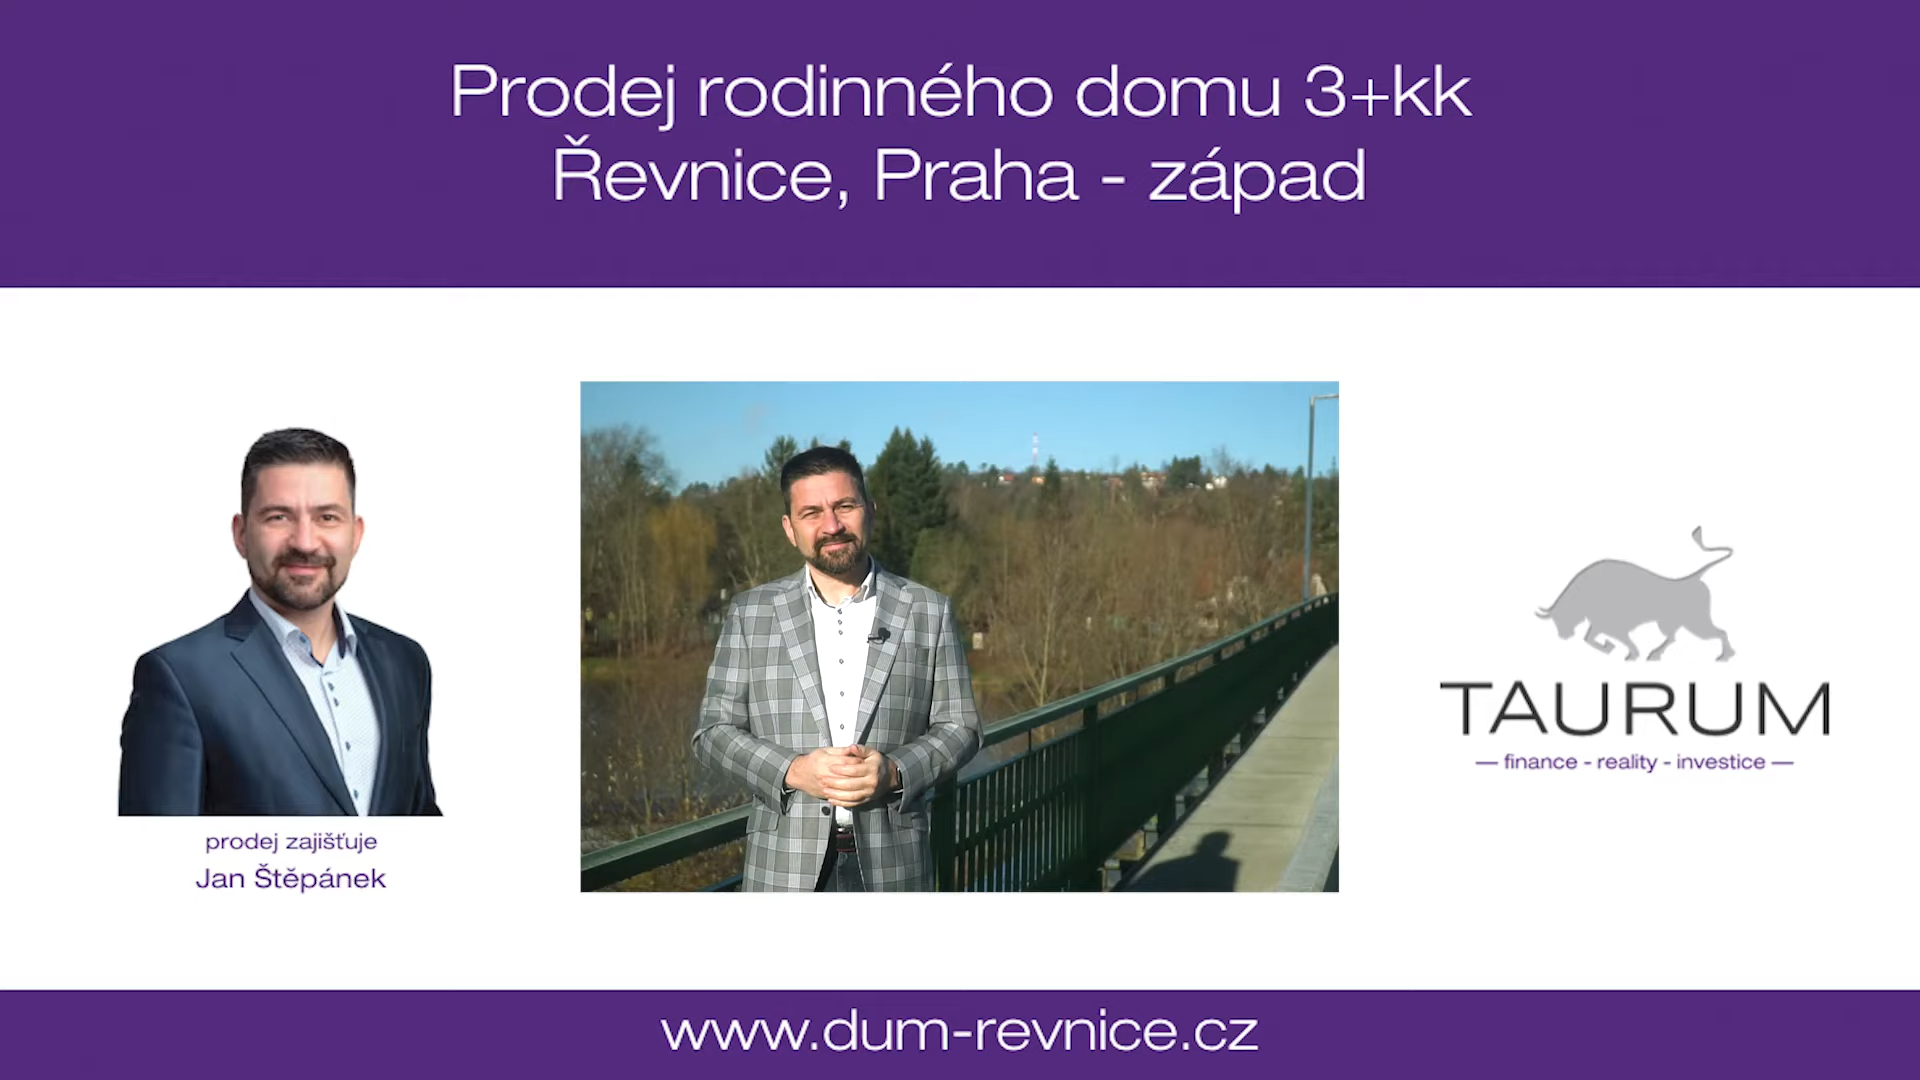 Prodej rodinného domu 3+kk
Řevnice, Praha - západ
prodej zajišťuje
Jan Štěpánek
TAURUM
— finance - reality - investice —
www.dum-revnice.cz